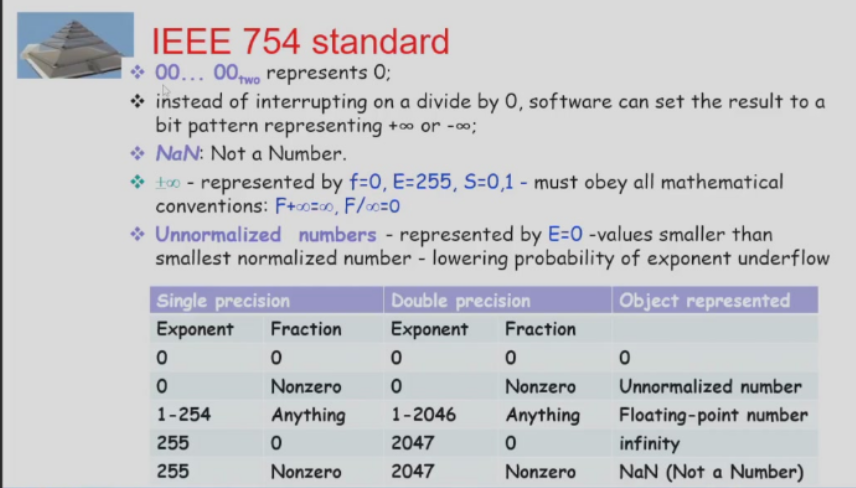 IEEE 754 standard
❖ 00... 00two represents 0;
❖ instead of interrupting on a divide by 0, software can set the result to a
bit pattern representing +∞ or -∞;
❖ NaN: Not a Number.
❖ ±∞ - represented by f=0, E=255, S=0,1 - must obey all mathematical
conventions: F+∞=∞, F/∞=0
❖ Unnormalized numbers - represented by E=0 -values smaller than
smallest normalized number - lowering probability of exponent underflow
Single precision Double precision Object represented
Exponent Fraction Exponent Fraction
0 0 0 0 0
0 Nonzero 0 Nonzero Unnormalized number
1-254 Anything 1-2046 Anything Floating-point number
255 0 2047 0 infinity
255 Nonzero 2047 Nonzero NaN (Not a Number)